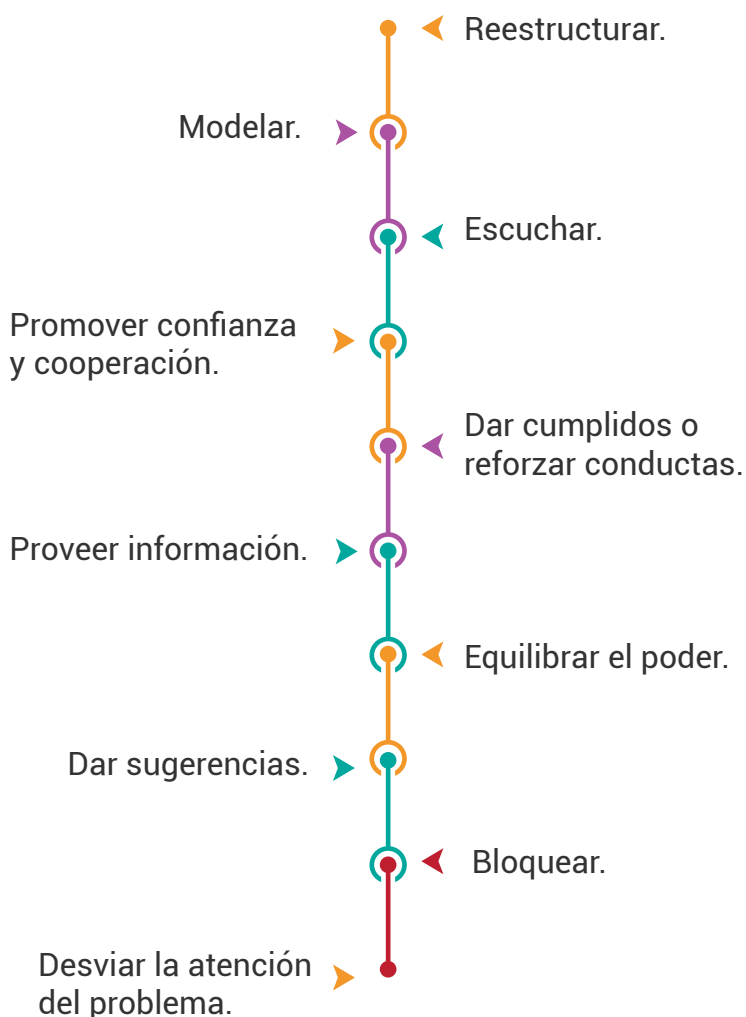 Reestructurar.
Modelar.
Escuchar.
Promover confianza
y cooperación.
Dar cumplidos o
reforzar conductas.
Proveer información.
Equilibrar el poder.
Dar sugerencias.
Bloquear.
Desviar la atención
del problema.